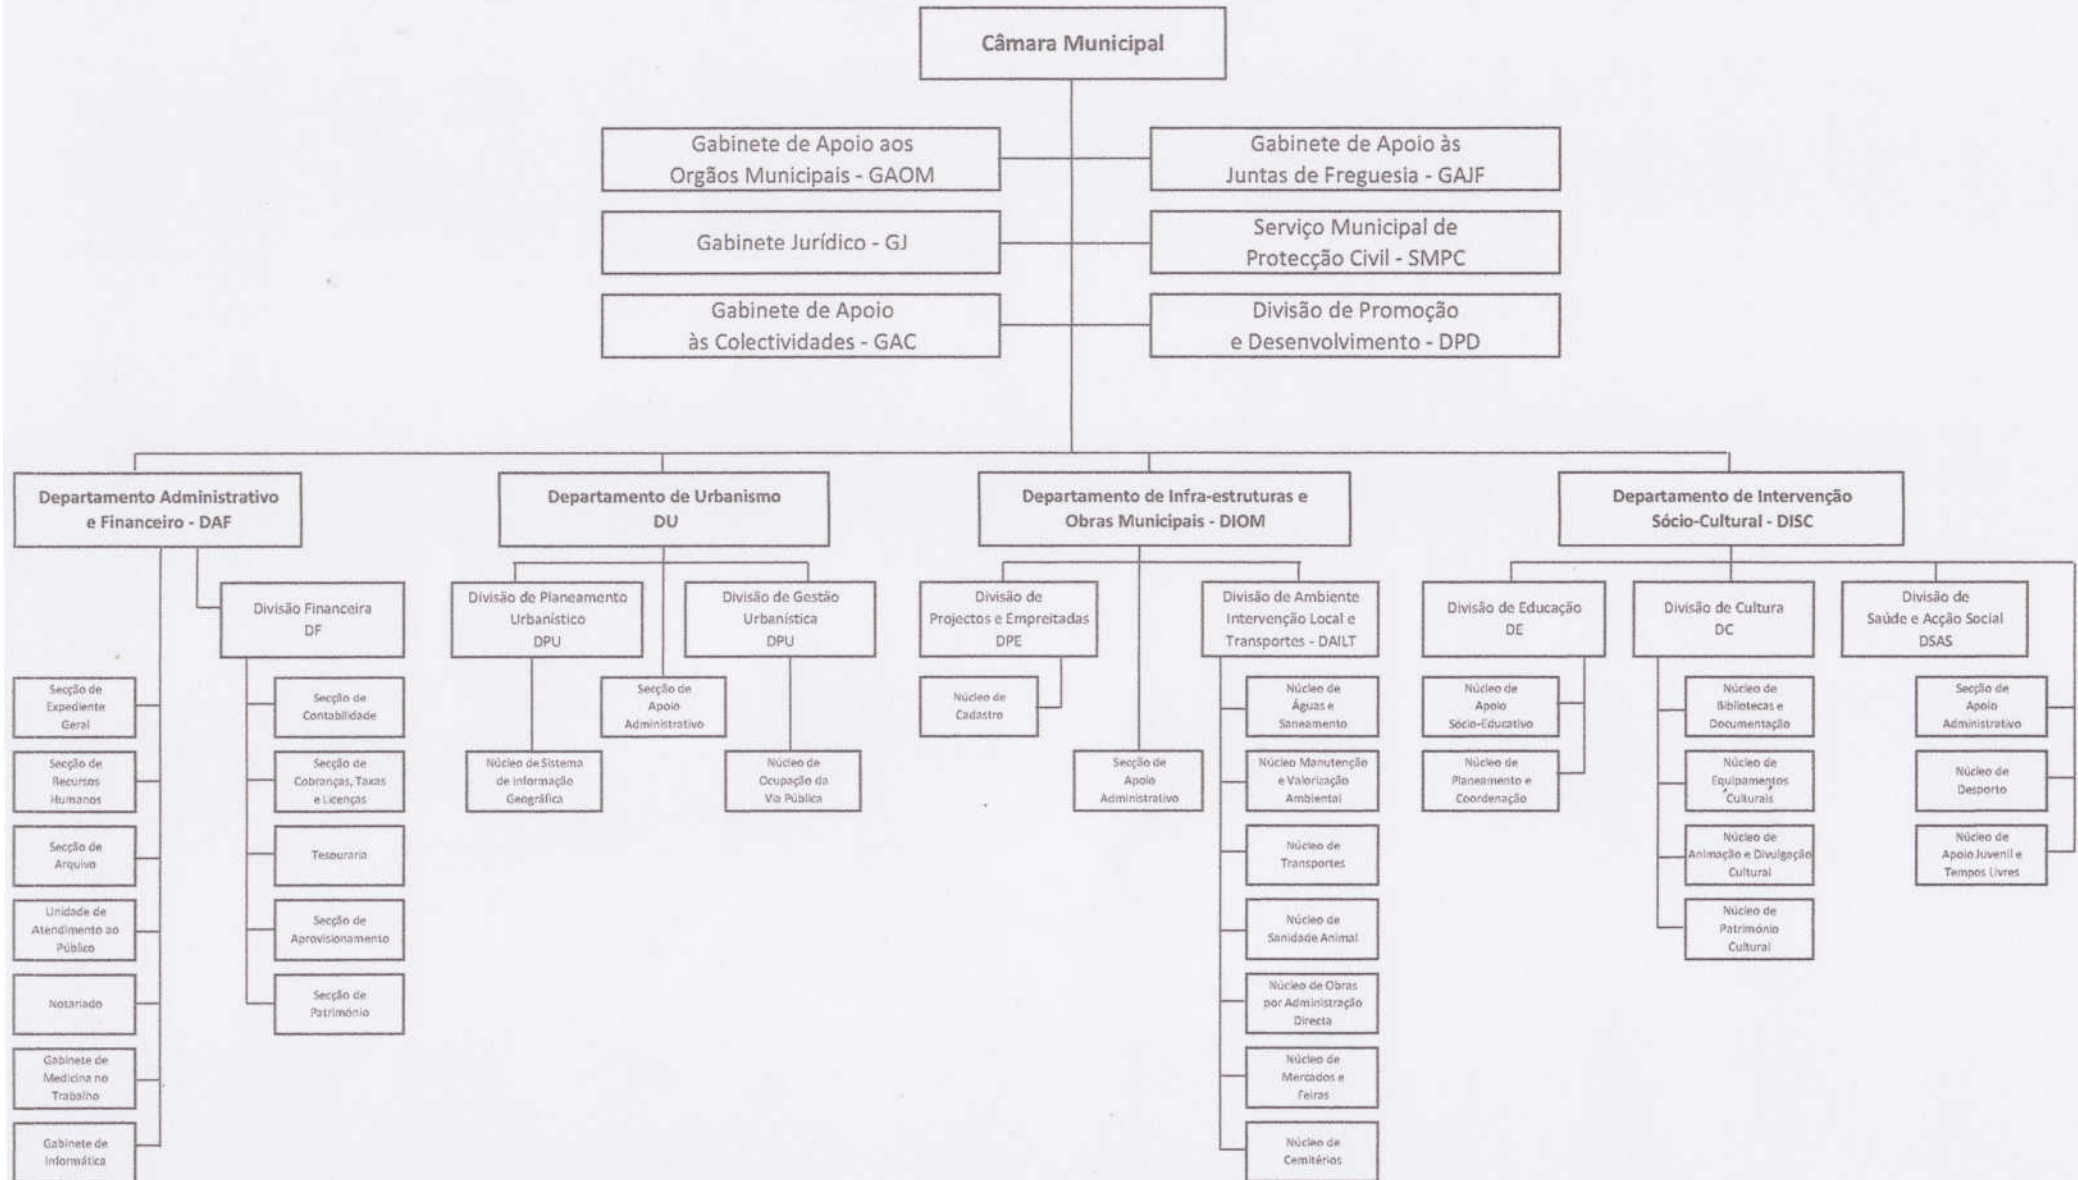 Câmara Municipal
Gabinete de Apoio aos
Orgãos Municipais - GAOM
Gabinete de Apoio às
Juntas de Freguesia - GAJF
Gabinete Jurídico - GJ
Serviço Municipal de
Protecção Civil - SMPC
Gabinete de Apoio
às Colectividades - GAC
Divisão de Promoção
e Desenvolvimento - DPD
Departamento Administrativo
e Financeiro - DAF
Departamento de Urbanismo
DU
Departamento de Infra-estruturas e
Obras Municipais - DIOM
Departamento de Intervenção
Sócio-Cultural - DISC
Divisão Financeira
DF
Secção de
Expediente
Geral
Secção de
Recursos
Humanos
Secção de
Arquivo
Unidade de
Atendimento ao
Público
Notariado
Gabinete de
Medicina no
Trabalho
Gabinete de
Informática
Secção de
Contabilidade
Secção de
Cobranças, Taxas
e Licenças
Tesouraria
Secção de
Aprovisionamento
Secção de
Património
Divisão de Planeamento
Urbanístico
DPU
Divisão de Gestão
Urbanística
DPU
Secção de
Apoio
Administrativo
Núcleo de Sistema
de Informação
Geográfica
Núcleo de
Ocupação da
Via Pública
Divisão de
Projectos e Empreitadas
DPE
Divisão de Ambiente
Intervenção Local e
Transportes - DAILT
Núcleo de
Cadastro
Secção de
Apoio
Administrativo
Núcleo de
Águas e
Saneamento
Núcleo Manutenção
e Valorização
Ambiental
Núcleo de
Transportes
Núcleo de
Sanidade Animal
Núcleo de Obras
por Administração
Directa
Núcleo de
Mercados e
Feiras
Núcleo de
Cemitérios
Divisão de Educação
DE
Divisão de Cultura
DC
Divisão de
Saúde e Acção Social
DSAS
Núcleo de
Apoio
Sócio-Educativo
Núcleo de
Planeamento e
Coordenação
Núcleo de
Bibliotecas e
Documentação
Núcleo de
Equipamentos
Culturais
Núcleo de
Animação e Divulgação
Cultural
Núcleo de
Património
Cultural
Secção de
Apoio
Administrativo
Núcleo de
Desporto
Núcleo de
Apoio Juvenil e
Tempos Livres